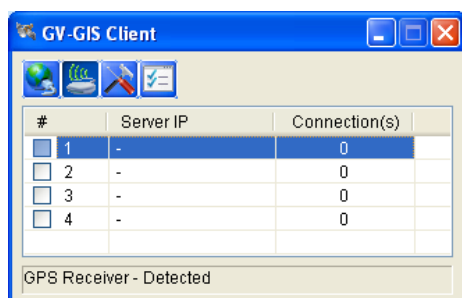 GV-GIS Client
# Server IP Connection(s)
1 - 0
2 - 0
3 - 0
4 - 0
GPS Receiver - Detected